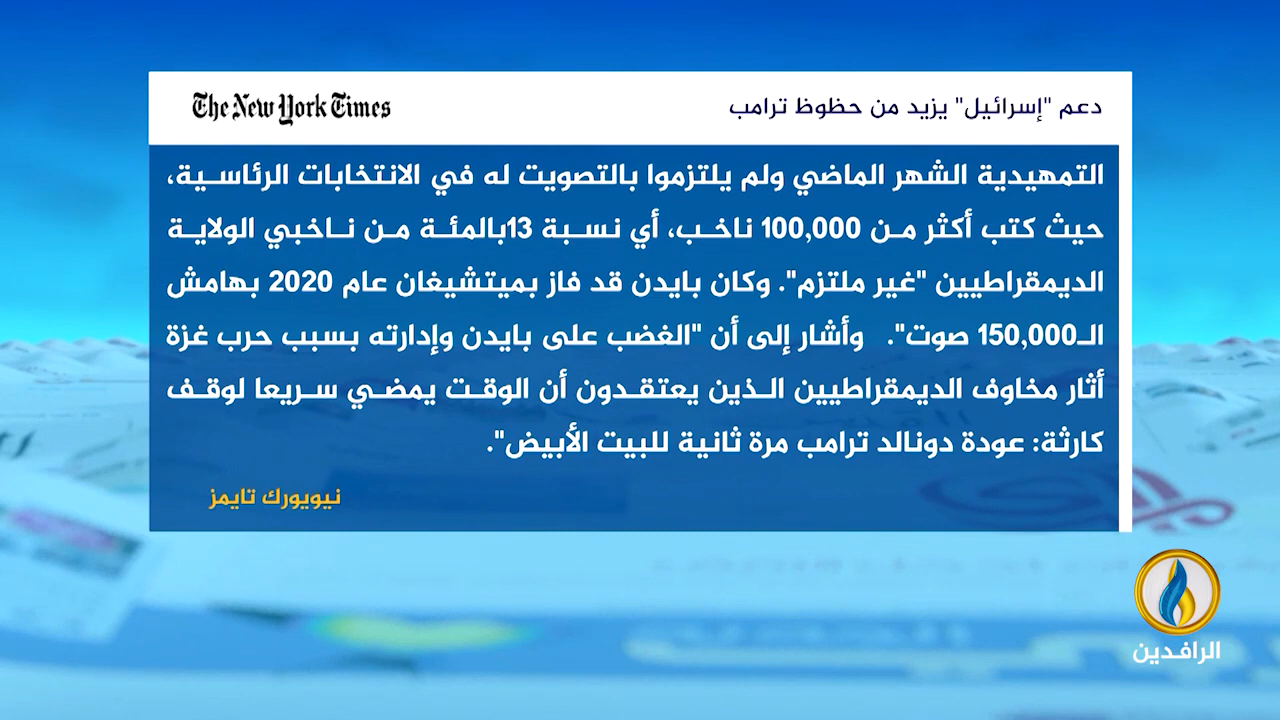 دعم "إسرائيل" يزيد من حظوظ ترامب
The New York Times
التمهيدية الشهر الماضي ولم يلتزموا بالتصويت له في الانتخابات الرئاسية،
حيث كتب أكثر من 100,000 ناخب، أي نسبة 13بالمئة من ناخبي الولاية
الديمقراطيين "غير ملتزم". وكان بايدن قد فاز بميتشيغان عام 2020 بهامش
الـ150,000 صوت". وأشار إلى أن "الغضب على بايدن وإدارته بسبب حرب غزة
أثار مخاوف الديمقراطيين الذين يعتقدون أن الوقت يمضي سريعا لوقف
كارثة: عودة دونالد ترامب مرة ثانية للبيت الأبيض".
نيويورك تايمز
الرافدين